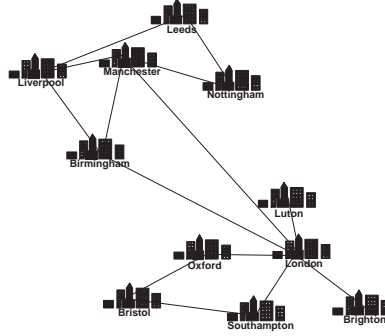 Leeds
Liverpool
Manchester
Nottingham
Birmingham
Luton
Oxford
London
Bristol
Southampton
Brighton